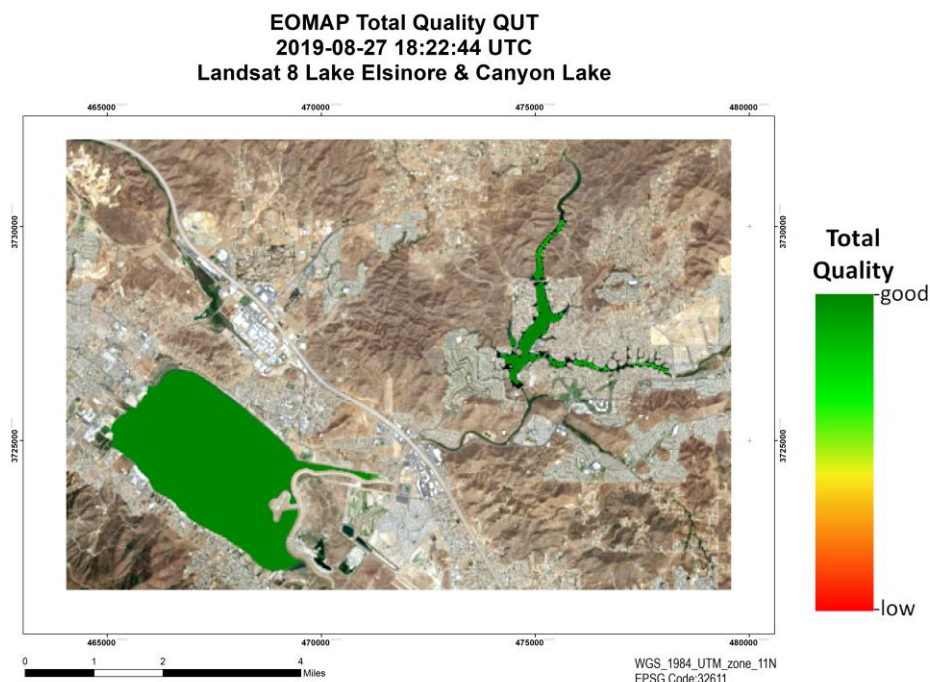 EOMAP Total Quality QUT
2019-08-27 18:22:44 UTC
Landsat 8 Lake Elsinore & Canyon Lake
465000 470000 475000 480000
3730000 3730000
3725000 3725000
Total
Quality
good
low
465000 470000 475000 480000
0 1 2 4
Miles
WGS_1984_UTM_zone_11N
EPSG Code:32611